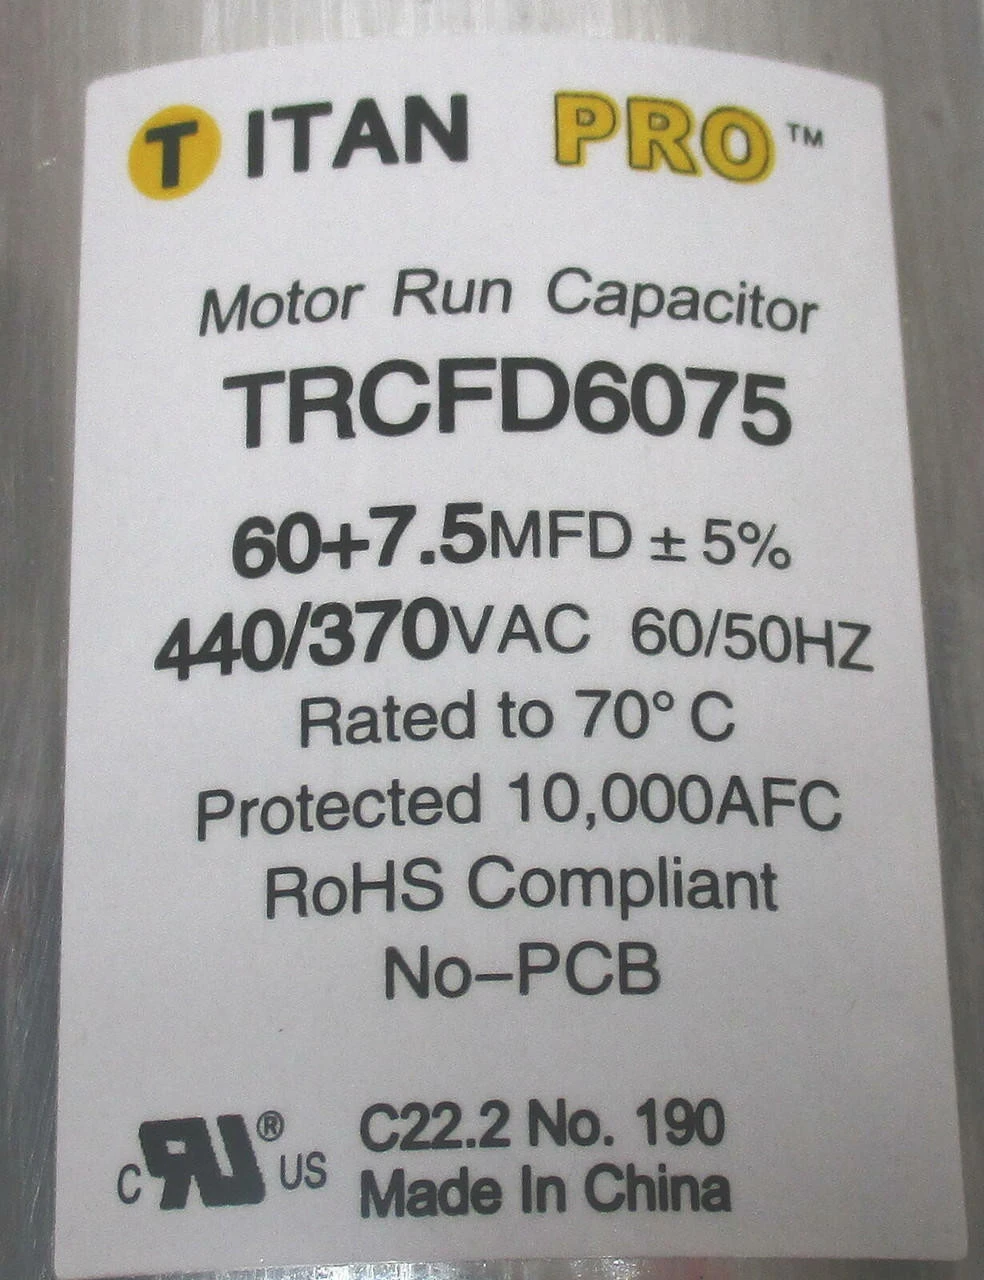 TITAN PRO™
Motor Run Capacitor
TRCFD6075
60+7.5MFD ± 5%
440/370VAC 60/50HZ
Rated to 70° C
Protected 10,000AFC
RoHS Compliant
No-PCB
C RU® US C22.2 No. 190
Made In China